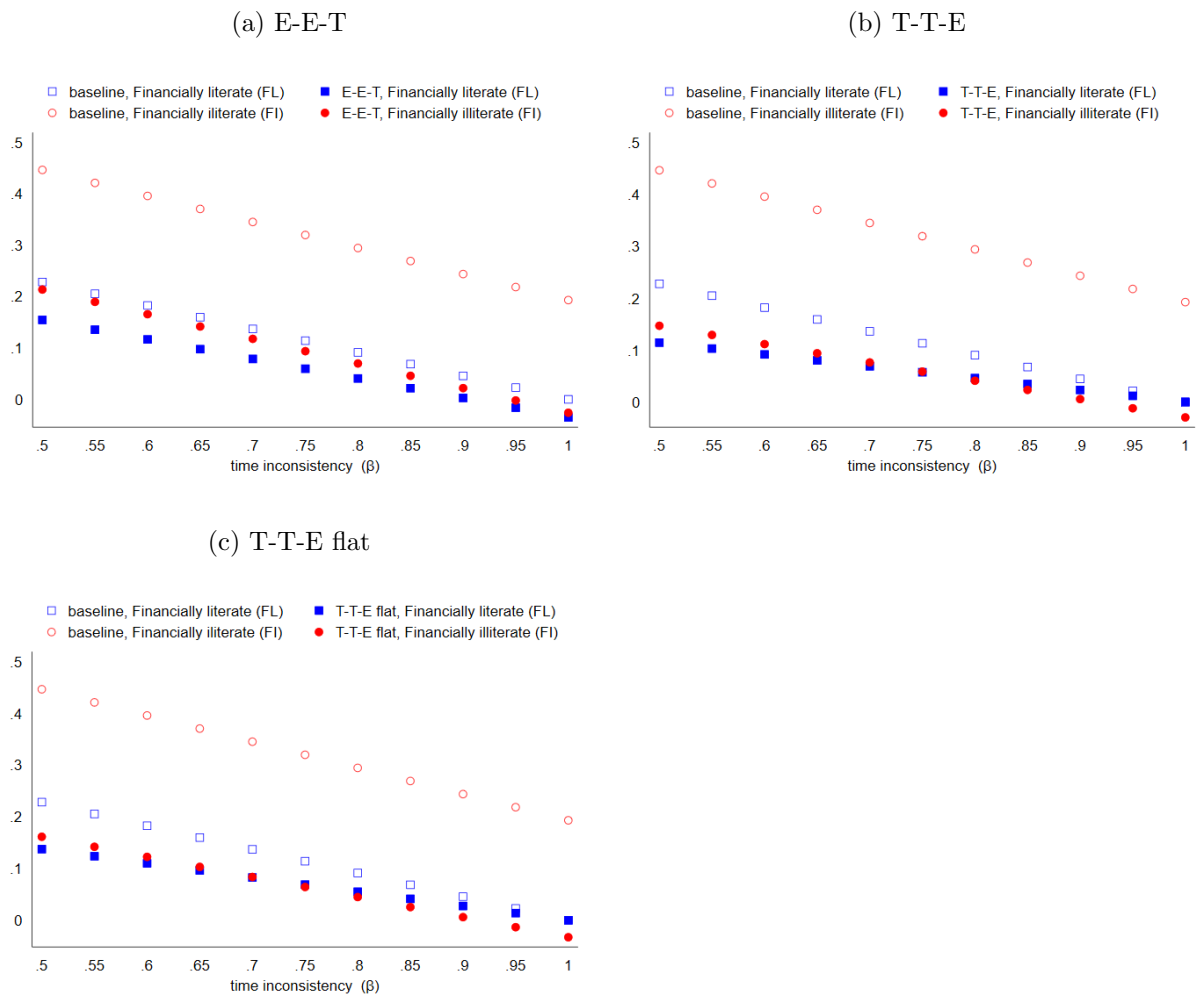 (a) E-E-T
baseline, Financially literate (FL)
E-E-T, Financially literate (FL)
baseline, Financially iliterate (FI)
E-E-T, Financially illiterate (FI)
.5
.4
.3
.2
.1
0
.5 .55 .6 .65 .7 .75 .8 .85 .9 .95 1
time inconsistency (β)
(b) T-T-E
baseline, Financially literate (FL)
T-T-E, Financially literate (FL)
baseline, Financially iliterate (FI)
T-T-E, Financially illiterate (FI)
.5
.4
.3
.2
.1
0
.5 .55 .6 .65 .7 .75 .8 .85 .9 .95 1
time inconsistency (β)
(c) T-T-E flat
baseline, Financially literate (FL)
T-T-E flat, Financially literate (FL)
baseline, Financially iliterate (FI)
T-T-E flat, Financially illiterate (FI)
.5
.4
.3
.2
.1
0
.5 .55 .6 .65 .7 .75 .8 .85 .9 .95 1
time inconsistency (β)